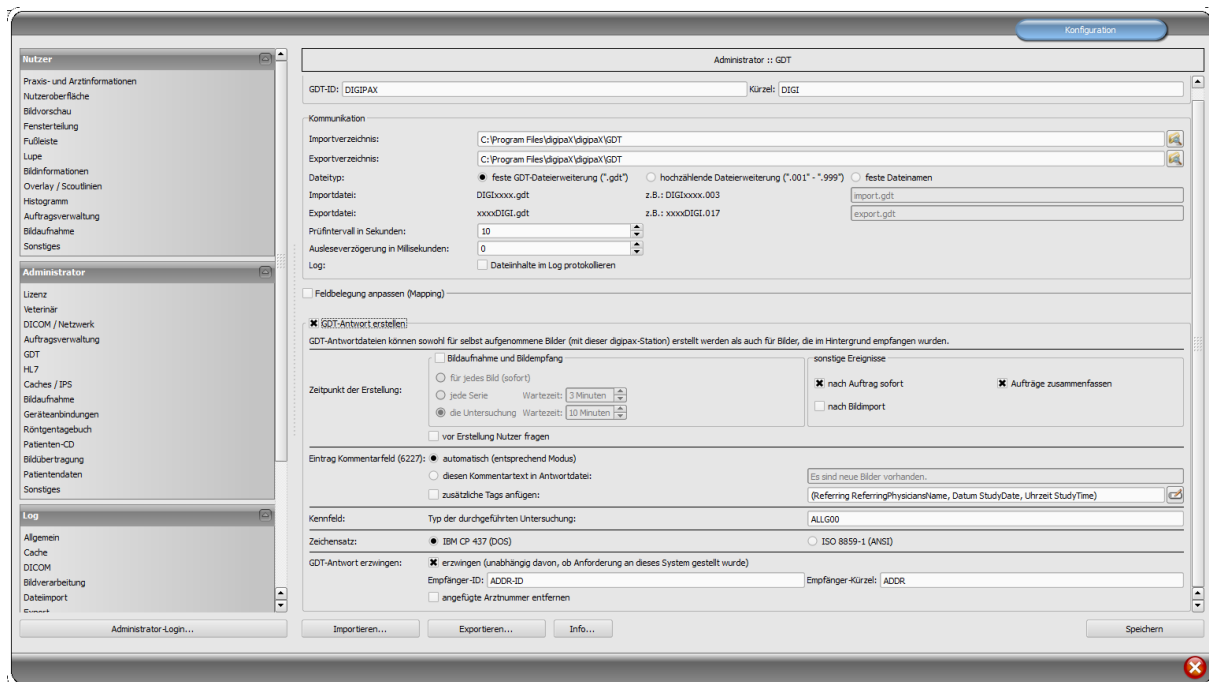 Konfiguration
Nutzer
Praxis- und Arztinformationen
Nutzeroberfläche
Bildvorschau
Fensterteilung
Fußleiste
Lupe
Bildinformationen
Overlay / Scoutlinien
Histogramm
Auftragsverwaltung
Bildaufnahme
Sonstiges
Administrator
Lizenz
Veterinär
DICOM / Netzwerk
Auftragsverwaltung
GDT
HL7
Caches / IPS
Bildaufnahme
Geräteanbindungen
Röntgentagebuch
Patienten-CD
Bildübertragung
Patientendaten
Sonstiges
Log
Allgemein
Cache
DICOM
Bildverarbeitung
Dateiimport
Administrator-Login...
Administrator :: GDT
GDT-ID: DIGIPAX Kürzel: DIGI
Kommunikation
Importverzeichnis: C:\Program Files\digipaX\digipaX\GDT
Exportverzeichnis: C:\Program Files\digipaX\digipaX\GDT
Dateityp: feste GDT-Dateierweiterung (".gdt") hochzählende Dateierweiterung (".001" - ".999") feste Dateinamen
Importdatei: DIGIxxxx.gdt z.B.: DIGIxxxx.003 import.gdt
Exportdatei: xxxxDIGI.gdt z.B.: xxxxDIGI.017 export.gdt
Prüfintervall in Sekunden: 10
Ausleseverzögerung in Millisekunden: 0
Log: Dateiinhalte im Log protokollieren
Feldbelegung anpassen (Mapping)
GDT-Antwort erstellen
GDT-Antwortdateien können sowohl für selbst aufgenommene Bilder (mit dieser digipax-Station) erstellt werden als auch für Bilder, die im Hintergrund empfangen wurden.
Zeitpunkt der Erstellung:
Bildaufnahme und Bildempfang
für jedes Bild (sofort)
jede Serie Wartezeit: 3 Minuten
die Untersuchung Wartezeit: 10 Minuten
sonstige Ereignisse
nach Auftrag sofort Aufträge zusammenfassen
nach Bildimport
vor Erstellung Nutzer fragen
Eintrag Kommentarfeld (6227): automatisch (entsprechend Modus)
diesen Kommentartext in Antwortdatei: Es sind neue Bilder vorhanden.
zusätzliche Tags anfügen: (Referring ReferringPhysiciansName, Datum StudyDate, Uhrzeit StudyTime)
Kennfeld: Typ der durchgeführten Untersuchung: ALLG00
Zeichensatz: IBM CP 437 (DOS) ISO 8859-1 (ANSI)
GDT-Antwort erzwingen: erzwingen (unabhängig davon, ob Anforderung an dieses System gestellt wurde)
Empfänger-ID: ADDR-ID Empfänger-Kürzel: ADDR
angefügte Arztnummer entfernen
Importieren... Exportieren... Info... Speichern